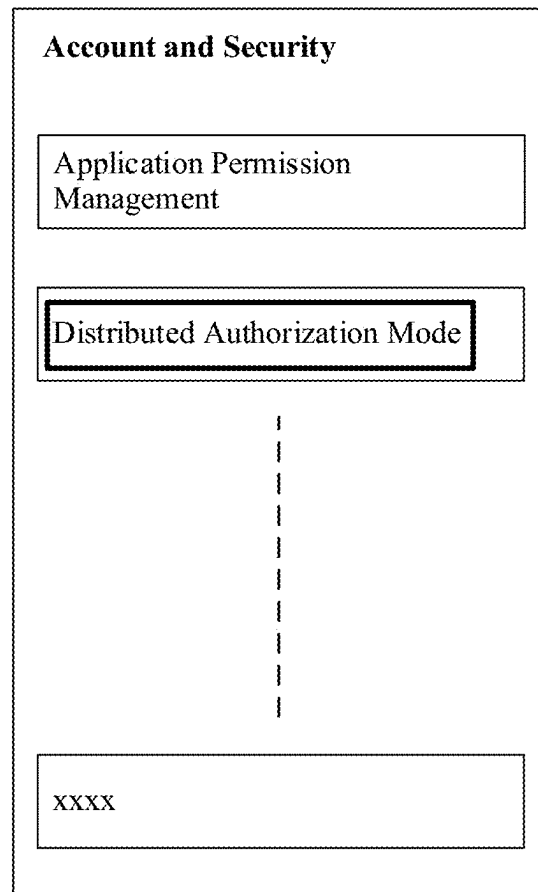 Account and Security
Application Permission
Management
Distributed Authorization Mode
xxxx